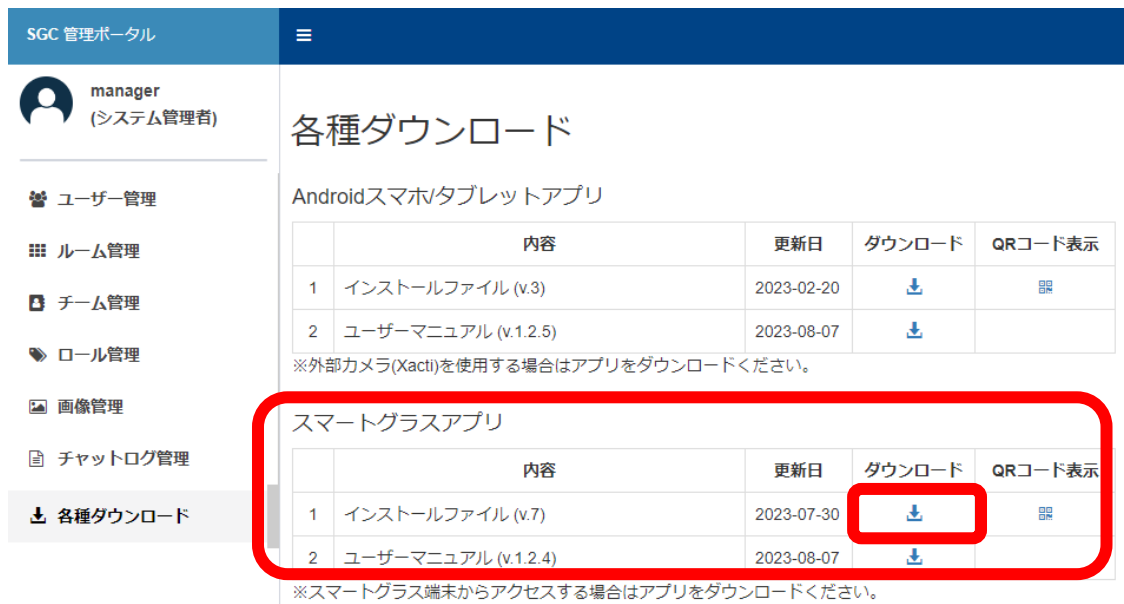 SGC 管理ポータル
manager
(システム管理者)
ユーザー管理
ルーム管理
チーム管理
ロール管理
画像管理
チャットログ管理
各種ダウンロード
各種ダウンロード
Androidスマホ/タブレットアプリ
内容 更新日 ダウンロード QRコード表示
1 インストールファイル (v.3) 2023-02-20
2 ユーザーマニュアル (v.1.2.5) 2023-08-07
※外部カメラ(Xacti)を使用する場合はアプリをダウンロードください。
スマートグラスアプリ
内容 更新日 ダウンロード QRコード表示
1 インストールファイル (v.7) 2023-07-30
2 ユーザーマニュアル (v.1.2.4) 2023-08-07
※スマートグラス端末からアクセスする場合はアプリをダウンロードください。